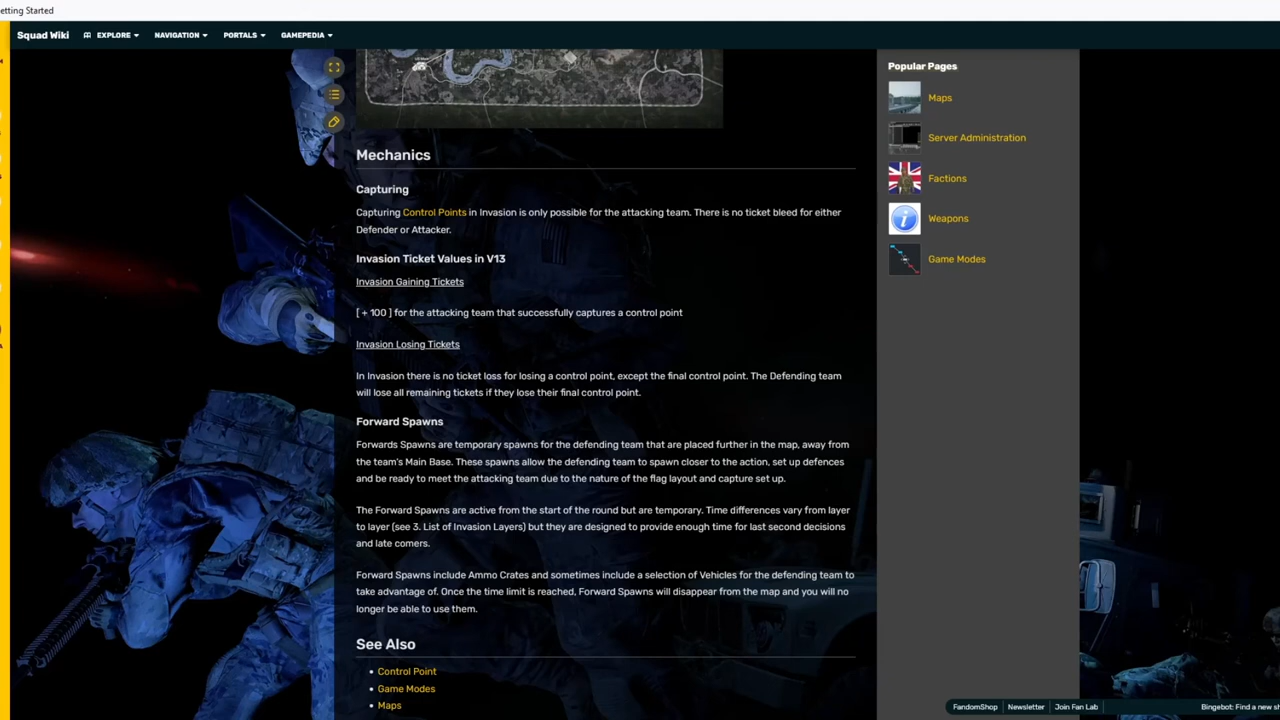 etting Started
Squad Wiki
EXPLORE
NAVIGATION
PORTALS
GAMEPEDIA
Mechanics
Capturing
Capturing Control Points in Invasion is only possible for the attacking team. There is no ticket bleed for either
Defender or Attacker.
Invasion Ticket Values in V13
Invasion Gaining Tickets
[ + 100 ] for the attacking team that successfully captures a control point
Invasion Losing Tickets
In Invasion there is no ticket loss for losing a control point, except the final control point. The Defending team
will lose all remaining tickets if they lose their final control point.
Forward Spawns
Forwards Spawns are temporary spawns for the defending team that are placed further in the map, away from
the team's Main Base. These spawns allow the defending team to spawn closer to the action, set up defences
and be ready to meet the attacking team due to the nature of the flag layout and capture set up.
The Forward Spawns are active from the start of the round but are temporary. Time differences vary from layer
to layer (see 3. List of Invasion Layers) but they are designed to provide enough time for last second decisions
and late comers.
Forward Spawns include Ammo Crates and sometimes include a selection of Vehicles for the defending team to
take advantage of. Once the time limit is reached, Forward Spawns will disappear from the map and you will no
longer be able to use them.
See Also
Control Point
Game Modes
Maps
Popular Pages
Maps
Server Administration
Factions
Weapons
Game Modes
FandomShop
Newsletter
Join Fan Lab
Bingebot: Find a new sh